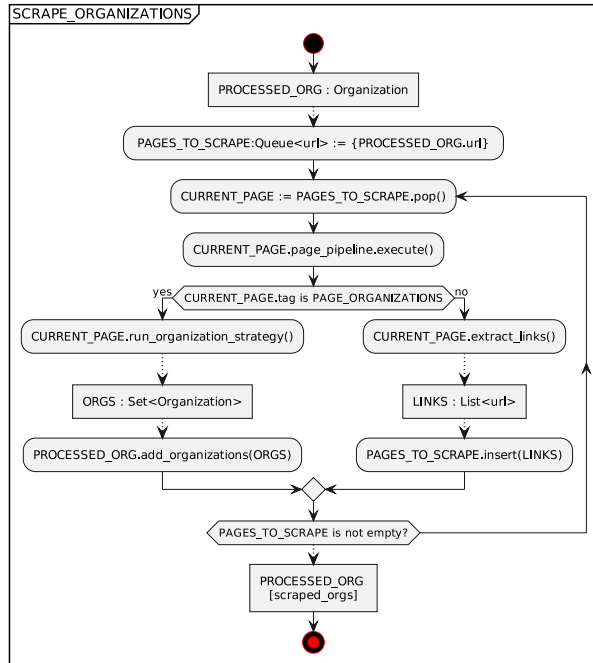 SCRAPE_ORGANIZATIONS
PROCESSED_ORG : Organization
PAGES_TO_SCRAPE:Queue<url> := {PROCESSED_ORG.url}
CURRENT_PAGE := PAGES_TO_SCRAPE.pop()
CURRENT_PAGE.page_pipeline.execute()
yes
CURRENT_PAGE.tag is PAGE_ORGANIZATIONS
no
CURRENT_PAGE.run_organization_strategy()
CURRENT_PAGE.extract_links()
ORGS : Set<Organization>
LINKS : List<url>
PROCESSED_ORG.add_organizations(ORGS)
PAGES_TO_SCRAPE.insert(LINKS)
PAGES_TO_SCRAPE is not empty?
PROCESSED_ORG
[scraped_orgs]